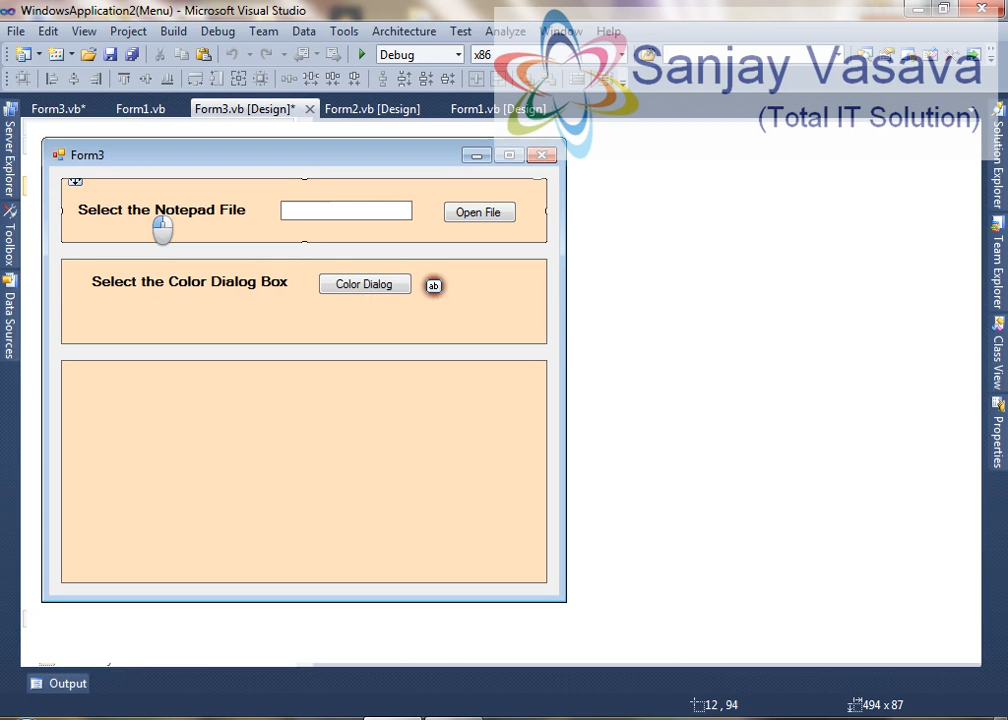 WindowsApplication2(Menu) - Microsoft Visual Studio
File Edit View Project Build Debug Team Data Tools Architecture Test Analyze Window Help
Debug x86
Sanjay Vasava
(Total IT Solution)
Form3.vb* Form1.vb Form3.vb [Design]* Form2.vb [Design] Form1.vb [Design]
Server Explorer
Toolbox
Data Sources
Form3
Select the Notepad File Open File
Select the Color Dialog Box Color Dialog ab
Solution Explorer
Team Explorer
Class View
Properties
Output
12 , 94 494 x 87